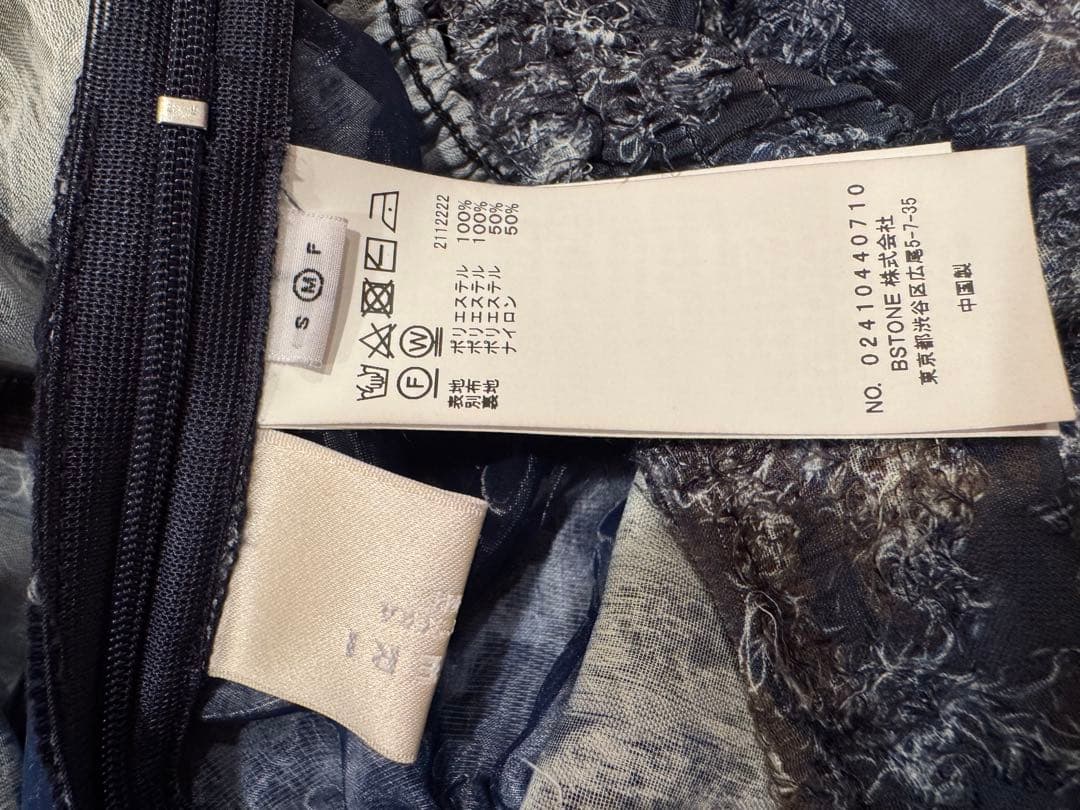 S M F
2112222
表地 ポリエステル 100%
別布 ポリエステル 100%
裏地 ポリエステル 50%
ナイロン 50%
F W
NO. 0241040710
BSTONE 株式会社
東京都渋谷区広尾5-7-35
中国製
ERI